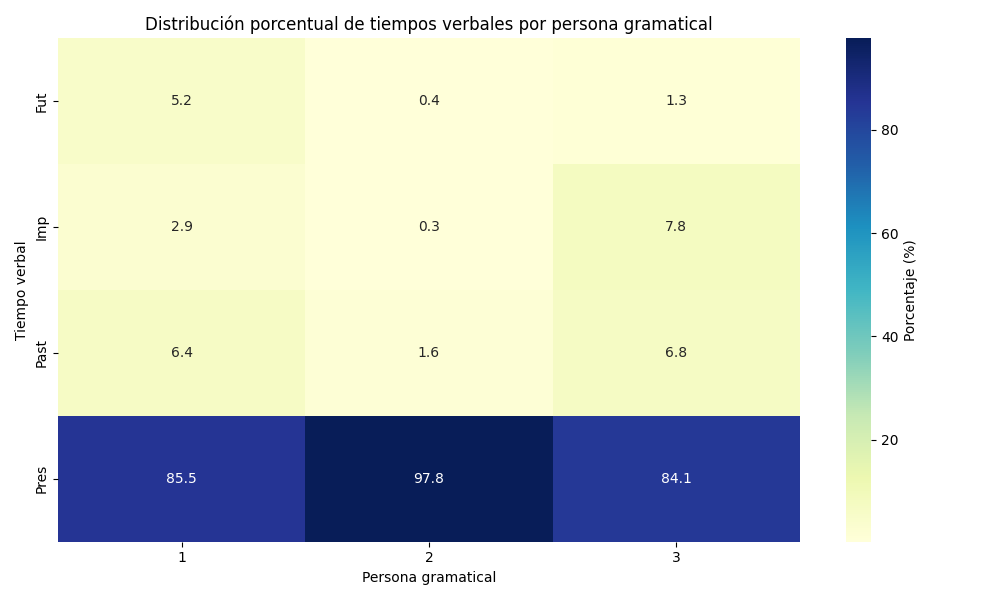 Distribución porcentual de tiempos verbales por persona gramatical
Fut 5.2 0.4 1.3
Imp 2.9 0.3 7.8
Past 6.4 1.6 6.8
Pres 85.5 97.8 84.1
1 2 3
Persona gramatical
Tiempo verbal
80
60
40
20
Porcentaje (%)